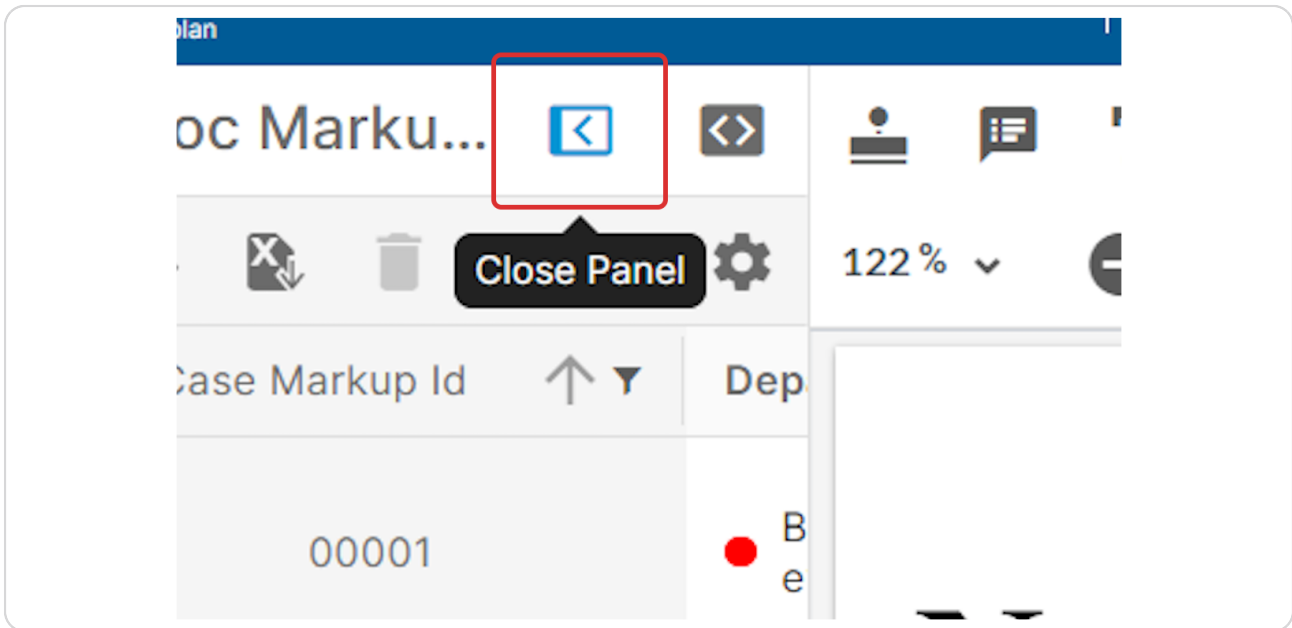 plan
oc Marku...
122 %
Close Panel
Case Markup Id
Dep
00001
B
e